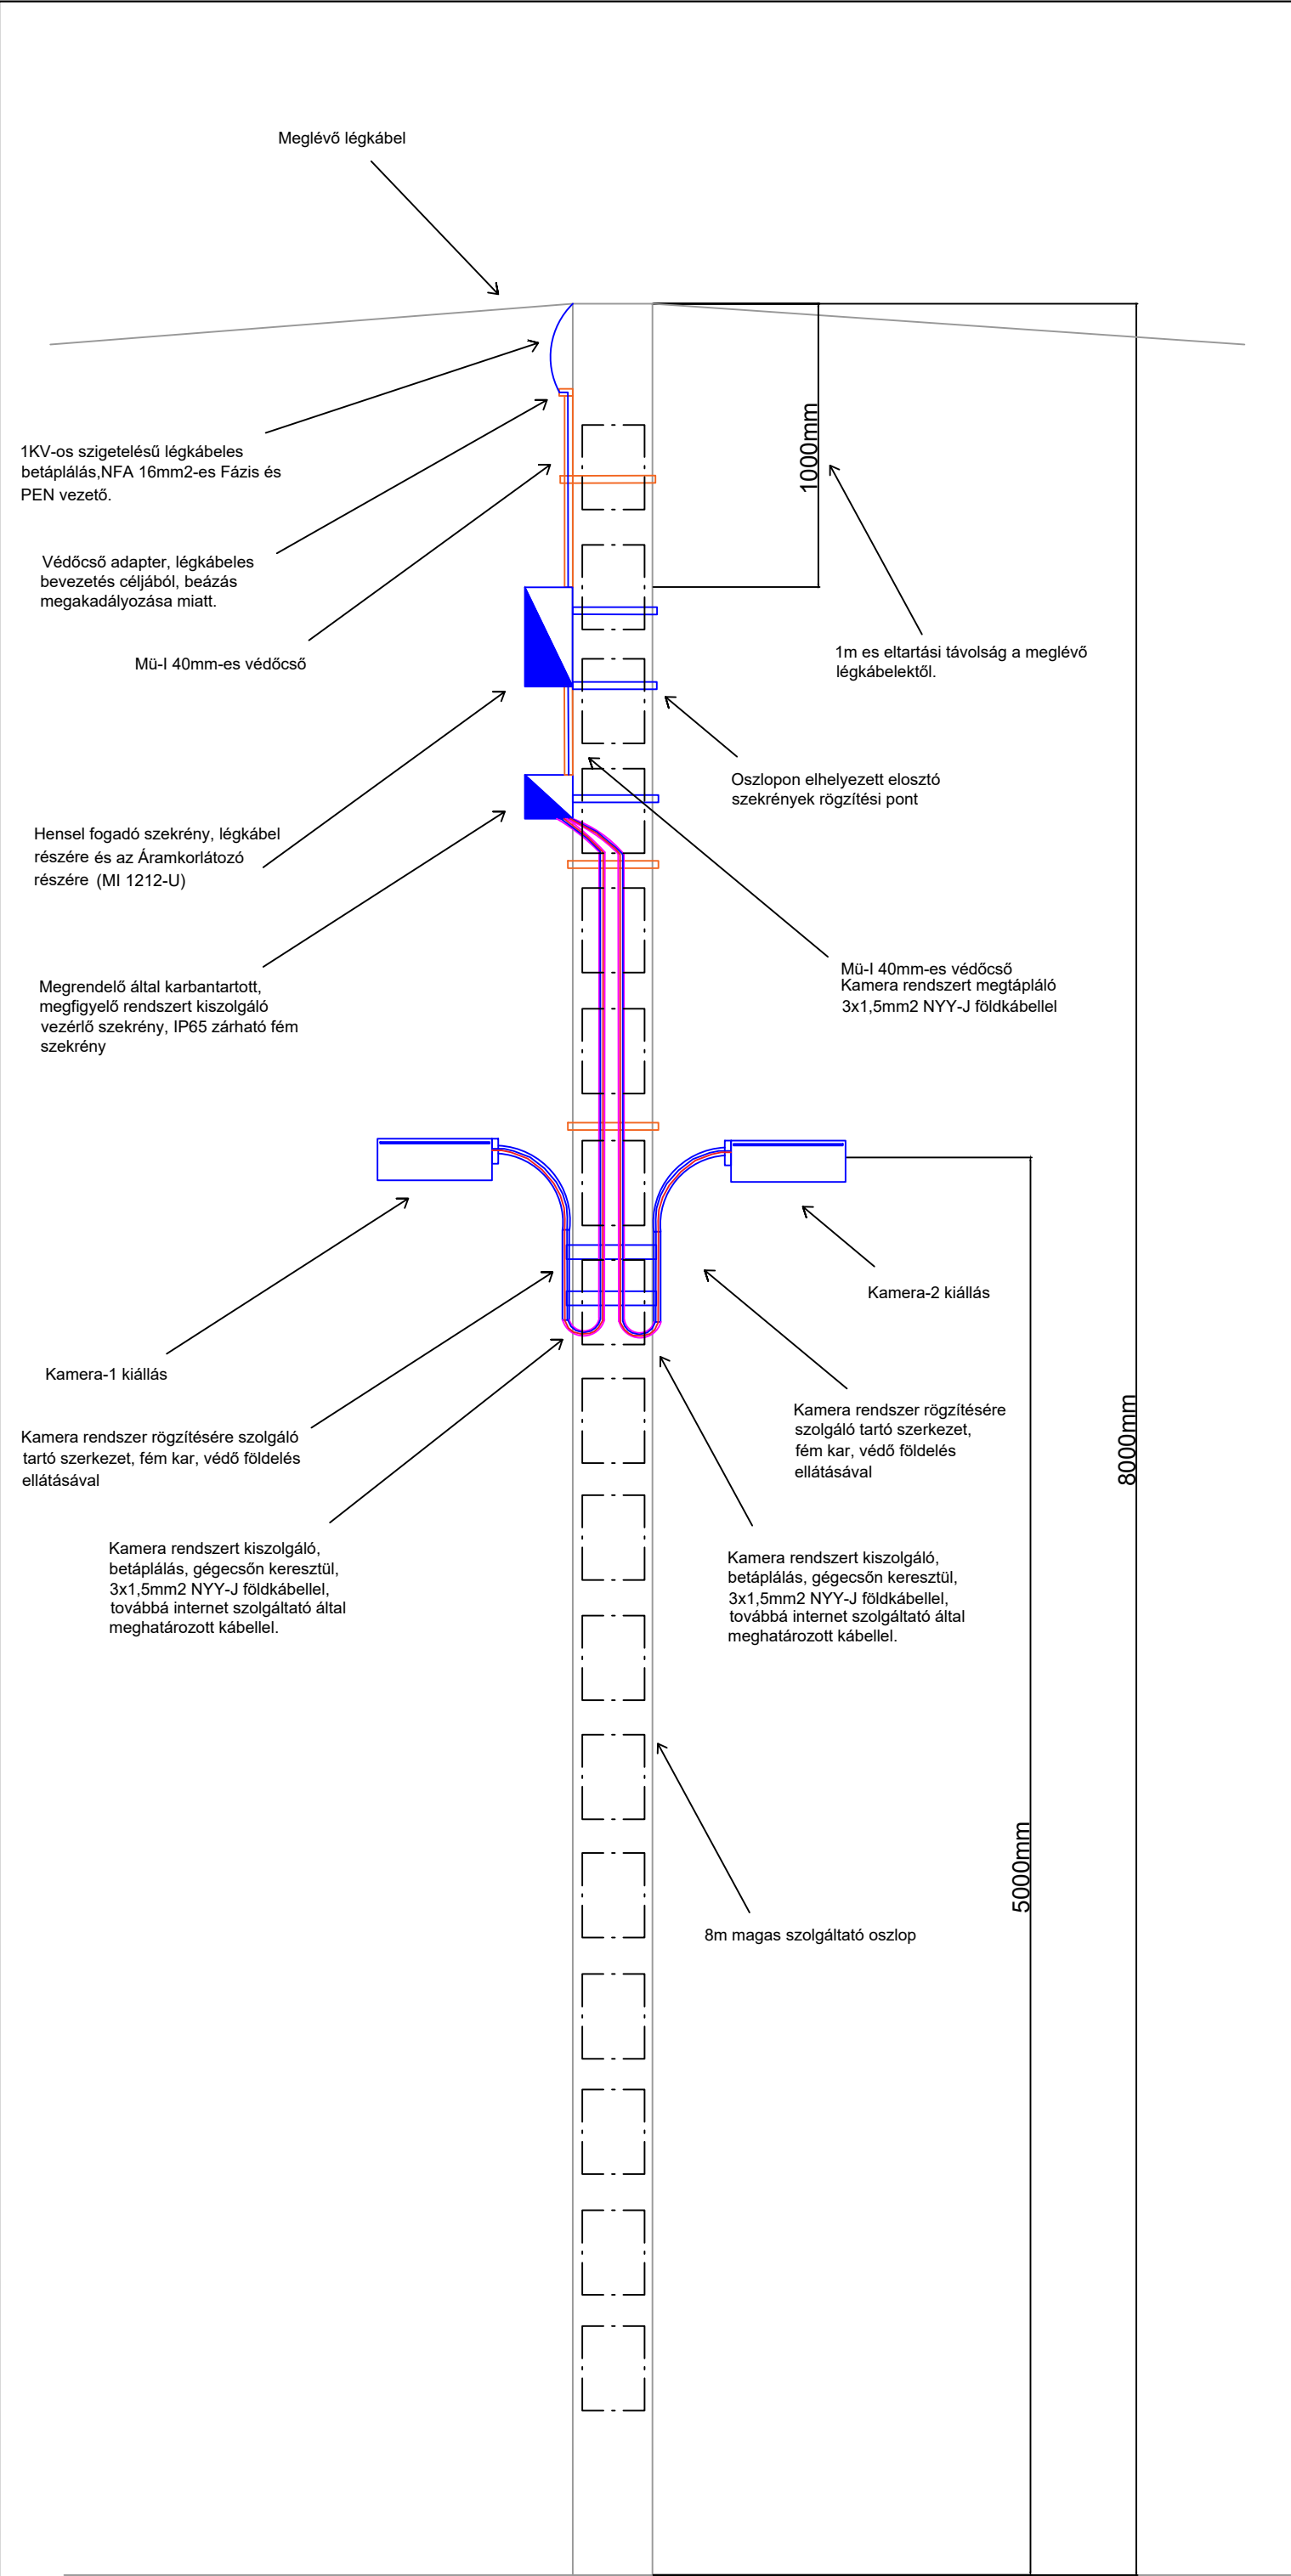 Meglévő légkábel
1KV-os szigetelésű légkábeles
betáplálás,NFA 16mm2-es Fázis és
PEN vezető.
1000mm
Védőcső adapter, légkábeles
bevezetés céljából, beázás
megakadályozása miatt.
Mü-I 40mm-es védőcső
1m es eltartási távolság a meglévő
légkábelektől.
Oszlopon elhelyezett elosztó
szekrények rögzítési pont
Hensel fogadó szekrény, légkábel
részére és az Áramkorlátozó
részére (MI 1212-U)
Mü-I 40mm-es védőcső
Kamera rendszert megtápláló
3x1,5mm2 NYY-J földkábellel
Megrendelő által karbantartott,
megfigyelő rendszert kiszolgáló
vezérlő szekrény, IP65 zárható fém
szekrény
Kamera-2 kiállás
Kamera-1 kiállás
Kamera rendszer rögzítésére szolgáló
tartó szerkezet, fém kar, védő földelés
ellátásával
Kamera rendszer rögzítésére
szolgáló tartó szerkezet,
fém kar, védő földelés
ellátásával
8000mm
Kamera rendszert kiszolgáló,
betáplálás, gégecsőn keresztül,
3x1,5mm2 NYY-J földkábellel,
továbbá internet szolgáltató által
meghatározott kábellel.
Kamera rendszert kiszolgáló,
betáplálás, gégecsőn keresztül,
3x1,5mm2 NYY-J földkábellel,
továbbá internet szolgáltató által
meghatározott kábellel.
5000mm
8m magas szolgáltató oszlop